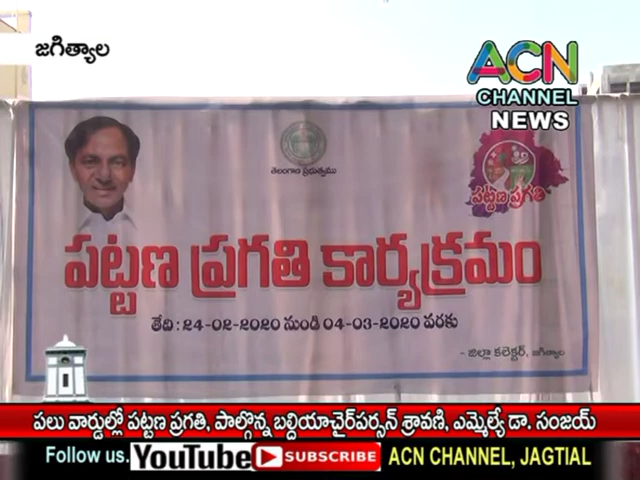 జగిత్యాల
ACN
CHANNEL
NEWS
తెలంగాణ ప్రభుత్వము
పట్టణ ప్రగతి
పట్టణ ప్రగతి కార్యక్రమం
తేది : 24-02-2020 నుండి 04-03-2020 వరకు
- జిల్లా కలెక్టర్, జగిత్యాల
పలు వార్డుల్లో పట్టణ ప్రగతి, పాల్గొన్న బల్దియాచైర్‌పర్సన్ శ్రావణి, ఎమ్మెల్యే డా. సంజయ్
Follow us. YouTube SUBSCRIBE ACN CHANNEL, JAGTIAL